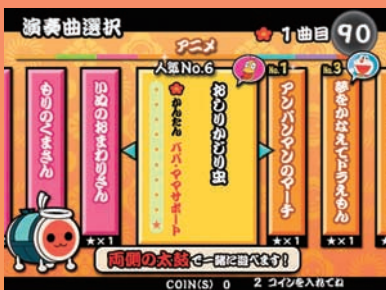 演奏曲選択
アニメ
1曲目 90
人気No.6
No.1
No.3
もりのくまさん
いぬのおまわりさん
★×1
おしりかじり虫
かんたん パパ・ママサポート
アンパンマンのマーチ
★×1
夢をかなえてドラえもん
★×1
両側の太鼓で一緒に遊べます!
COIN(S) 0
2 コインを入れてね